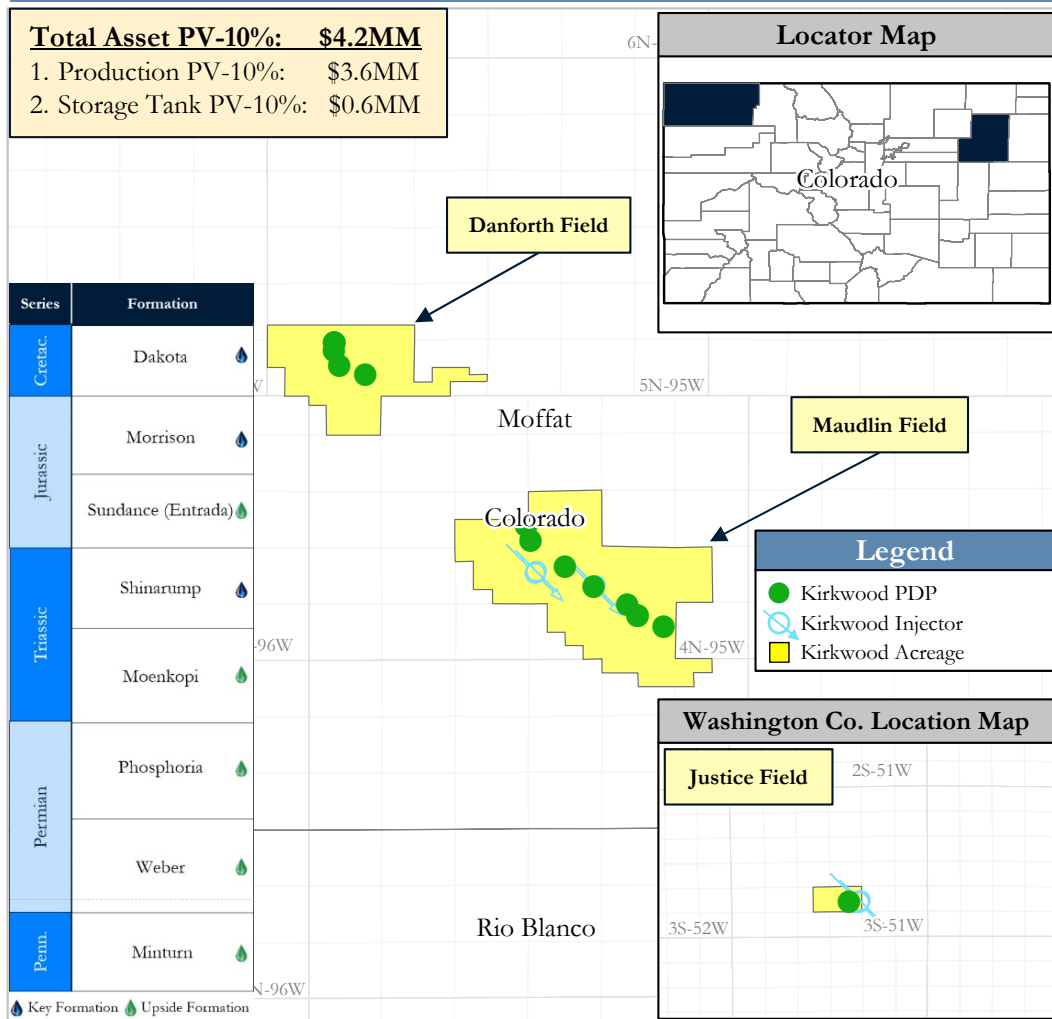 Total Asset PV-10%: $4.2MM
1. Production PV-10%: $3.6MM
2. Storage Tank PV-10%: $0.6MM
6N-
Locator Map
Colorado
Danforth Field
Series Formation
Cretac.
Dakota
Jurassic
Morrison
Sundance (Entrada)
Triassic
Shinarump
Moenkopi
Permian
Phosphoria
Weber
Penn.
Minturn
Key Formation Upside Formation
W
5N-95W
Moffat
Maudlin Field
Colorado
-96W
4N-95W
Legend
Kirkwood PDP
Kirkwood Injector
Kirkwood Acreage
Rio Blanco
N-96W
Washington Co. Location Map
Justice Field
2S-51W
3S-52W
3S-51W